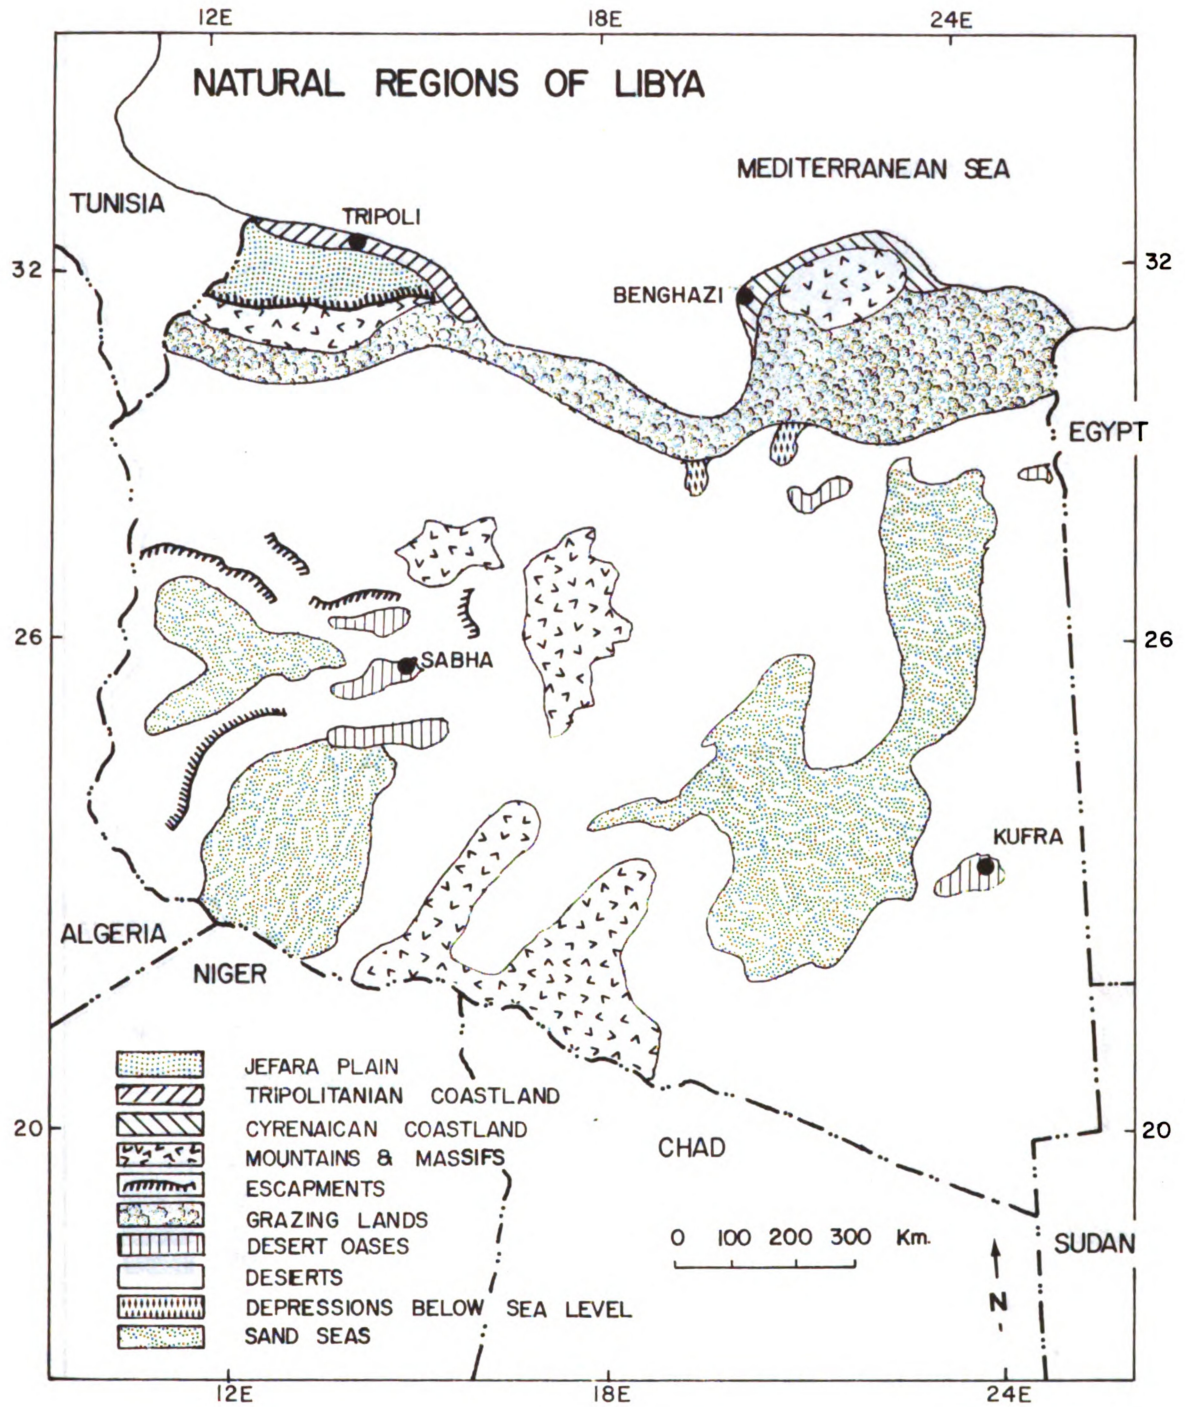 12E 18E 24E
NATURAL REGIONS OF LIBYA
MEDITERRANEAN SEA
TUNISIA
TRIPOLI
32 32
BENGHAZI
EGYPT
26 26
SABHA
KUFRA
ALGERIA
NIGER
JEFARA PLAIN
TRIPOLITANIAN COASTLAND
CYRENAICAN COASTLAND
MOUNTAINS & MASSIFS
ESCAPMENTS
GRAZING LANDS
DESERT OASES
DESERTS
DEPRESSIONS BELOW SEA LEVEL
SAND SEAS
20 20
CHAD
0 100 200 300 Km.
SUDAN
N
12E 18E 24E